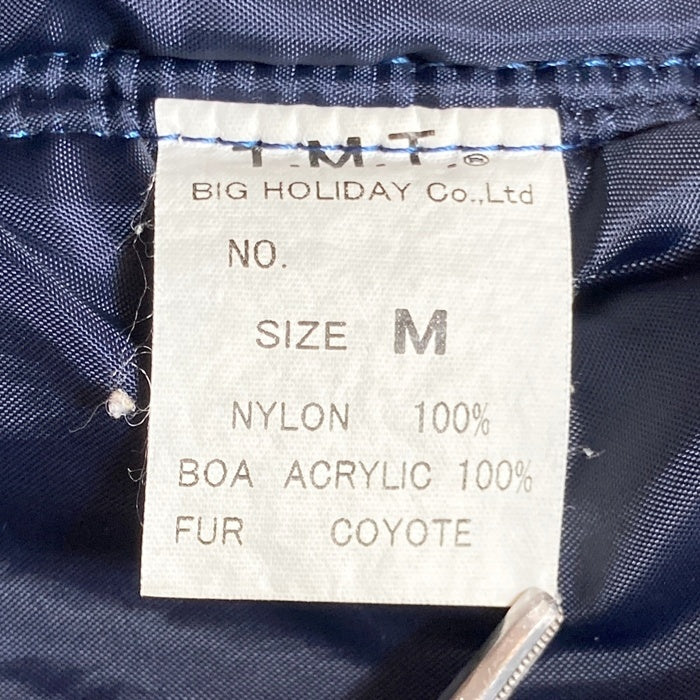 T.M.T.®
BIG HOLIDAY Co.,Ltd
NO.
SIZE M
NYLON 100%
BOA ACRYLIC 100%
FUR COYOTE